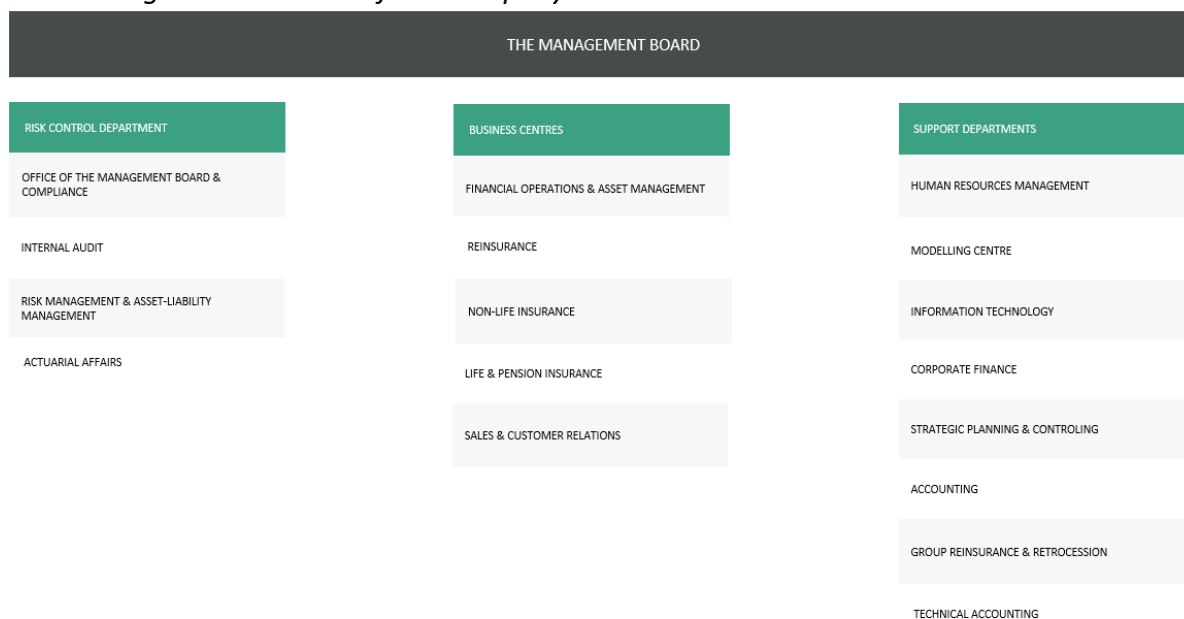 THE MANAGEMENT BOARD
RISK CONTROL DEPARTMENT
OFFICE OF THE MANAGEMENT BOARD &
COMPLIANCE
INTERNAL AUDIT
RISK MANAGEMENT & ASSET-LIABILITY
MANAGEMENT
ACTUARIAL AFFAIRS
BUSINESS CENTRES
FINANCIAL OPERATIONS & ASSET MANAGEMENT
REINSURANCE
NON-LIFE INSURANCE
LIFE & PENSION INSURANCE
SALES & CUSTOMER RELATIONS
SUPPORT DEPARTMENTS
HUMAN RESOURCES MANAGEMENT
MODELLING CENTRE
INFORMATION TECHNOLOGY
CORPORATE FINANCE
STRATEGIC PLANNING & CONTROLING
ACCOUNTING
GROUP REINSURANCE & RETROCESSION
TECHNICAL ACCOUNTING